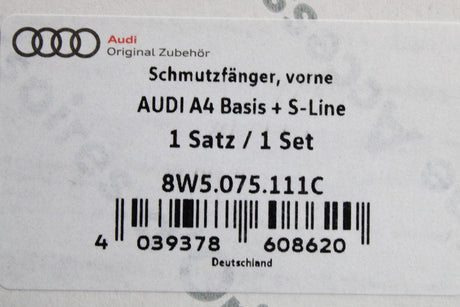 Audi
Original Zubehör
Schmutzfänger, vorne
AUDI A4 Basis + S-Line
1 Satz / 1 Set
8W5.075.111C
4 039378 608620
Deutschland